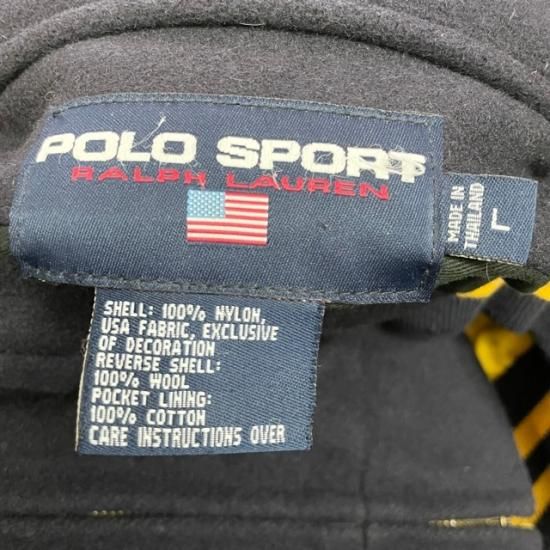 POLO SPORT
RALPH LAUREN
MADE IN
THAILAND
L
SHELL: 100% NYLON,
USA FABRIC, EXCLUSIVE
OF DECORATION
REVERSE SHELL:
100% WOOL
POCKET LINING:
100% COTTON
CARE INSTRUCTIONS OVER